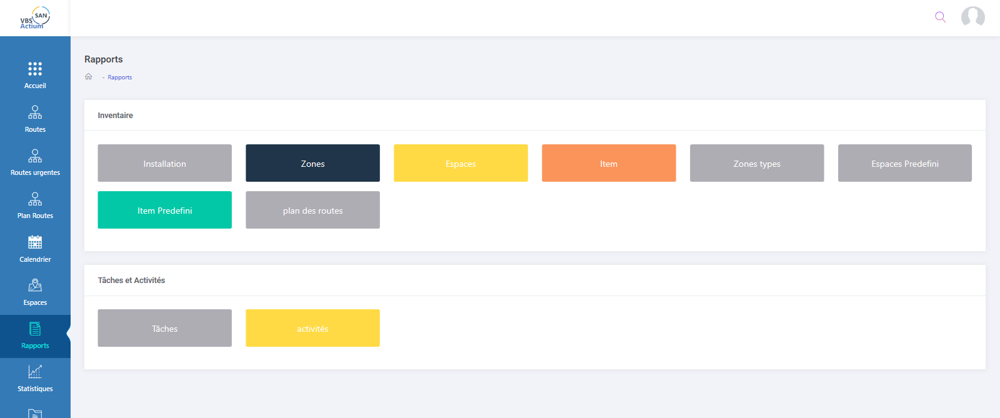 SAN
VBS
Actium
Accueil
Routes
Routes urgentes
Plan Routes
Calendrier
Espaces
Rapports
Statistiques
Rapports
- Rapports
Inventaire
Installation
Zones
Espaces
Item
Zones types
Espaces Predefini
Item Predefini
plan des routes
Tâches et Activités
Tâches
activités